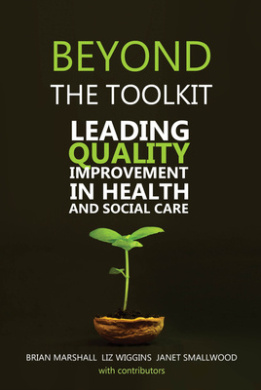 BEYOND
THE TOOLKIT
LEADING
QUALITY
IMPROVEMENT
IN HEALTH
AND SOCIAL CARE
BRIAN MARSHALL LIZ WIGGINS JANET SMALLWOOD
with contributors